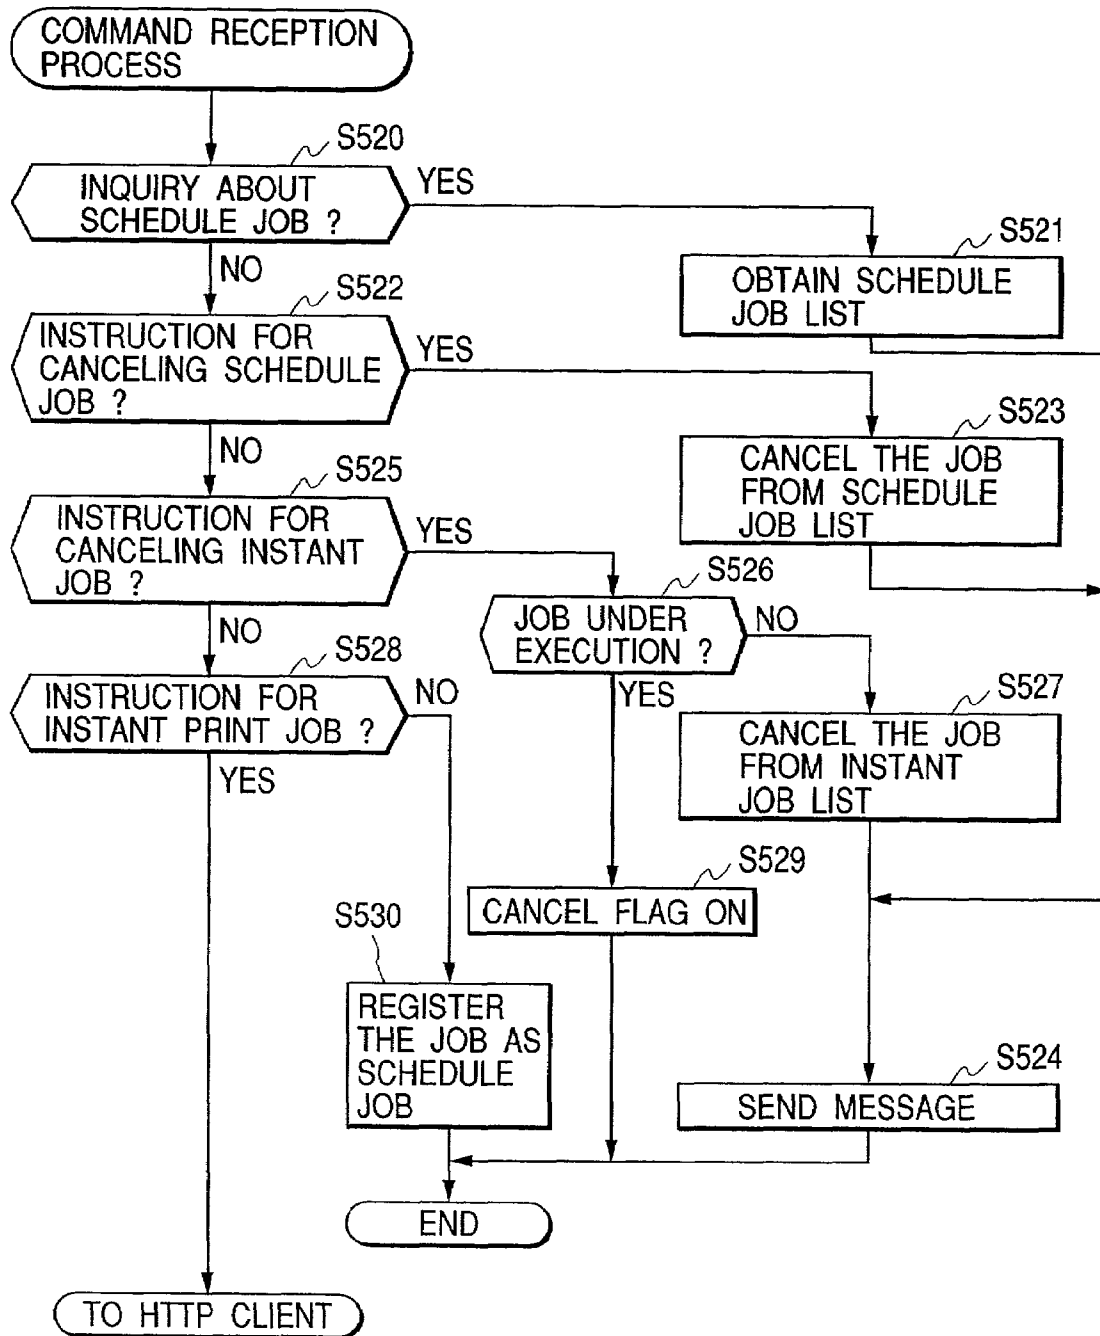 COMMAND RECEPTION
PROCESS
S520
INQUIRY ABOUT
SCHEDULE JOB ?
YES
NO
S521
OBTAIN SCHEDULE
JOB LIST
S522
INSTRUCTION FOR
CANCELING SCHEDULE
JOB ?
YES
NO
S523
CANCEL THE JOB
FROM SCHEDULE
JOB LIST
S525
INSTRUCTION FOR
CANCELING INSTANT
JOB ?
YES
NO
S526
JOB UNDER
EXECUTION ?
NO
YES
S527
CANCEL THE JOB
FROM INSTANT
JOB LIST
S528
INSTRUCTION FOR
INSTANT PRINT JOB ?
NO
YES
S529
CANCEL FLAG ON
S530
REGISTER
THE JOB AS
SCHEDULE
JOB
S524
SEND MESSAGE
END
TO HTTP CLIENT